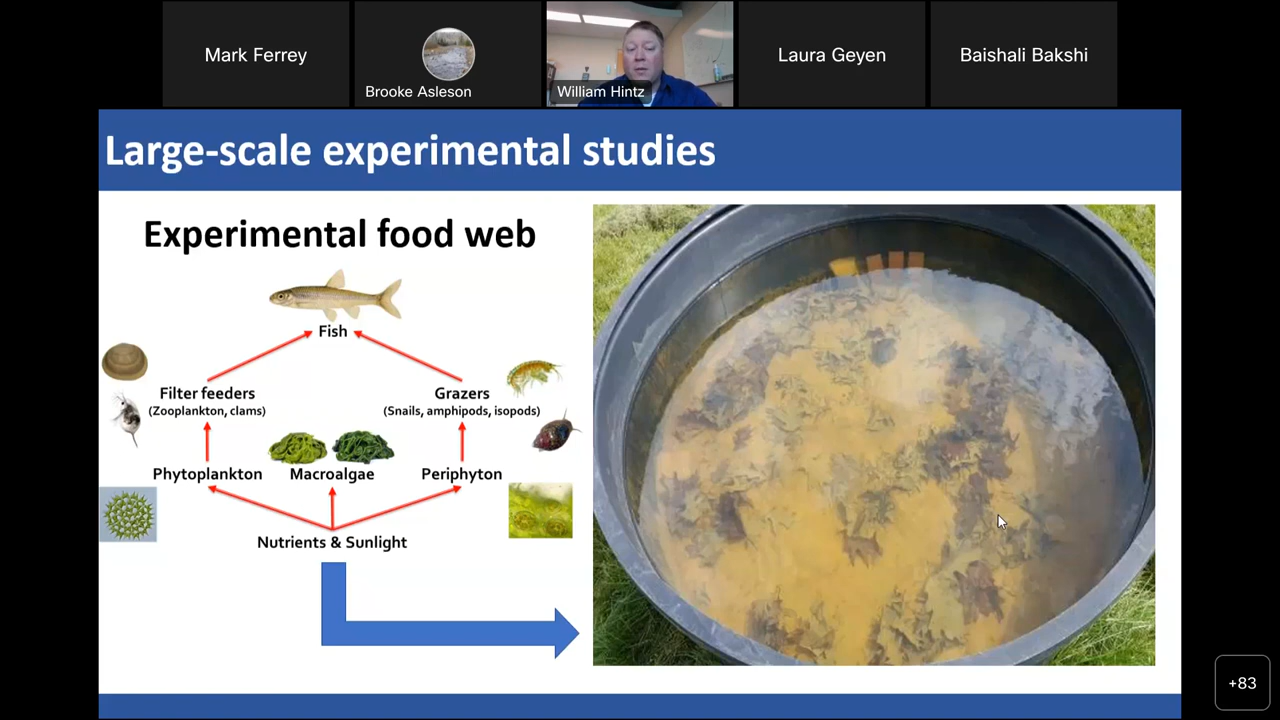 Mark Ferrey
Brooke Asleson
William Hintz
Laura Geyen
Baishali Bakshi
Large-scale experimental studies
Experimental food web
Fish
Filter feeders
(Zooplankton, clams)
Grazers
(Snails, amphipods, isopods)
Phytoplankton
Macroalgae
Periphyton
Nutrients & Sunlight
+83